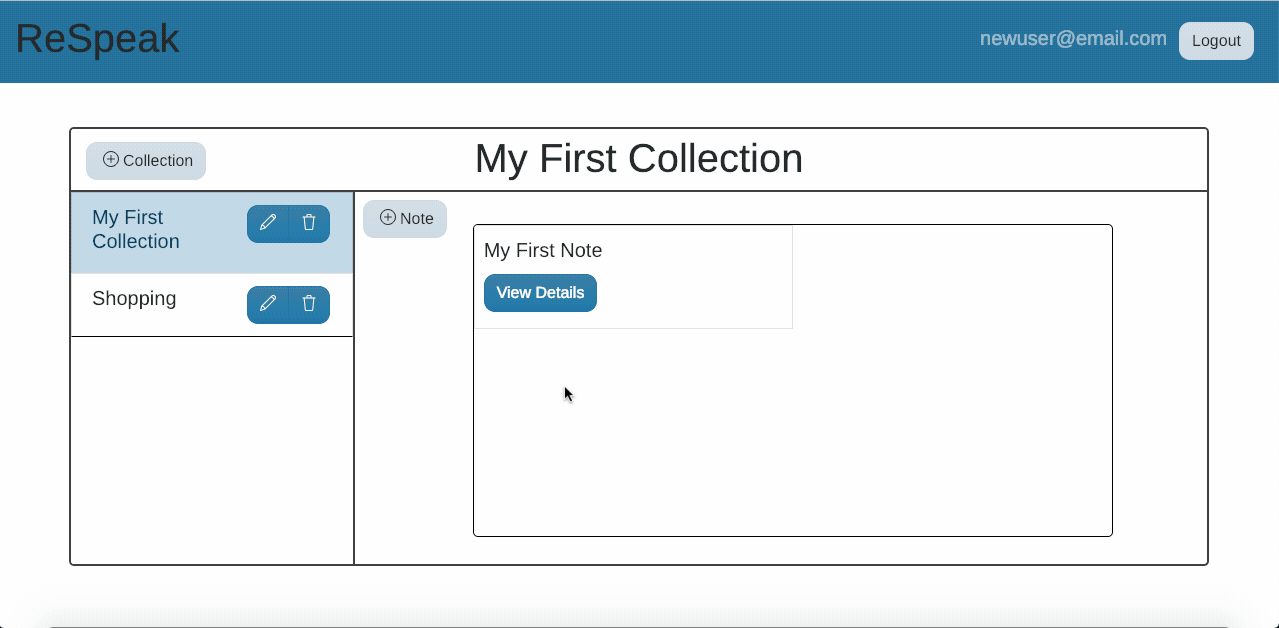 ReSpeak
newuser@email.com
Logout
Collection
My First Collection
My First
Collection
Shopping
Note
My First Note
View Details